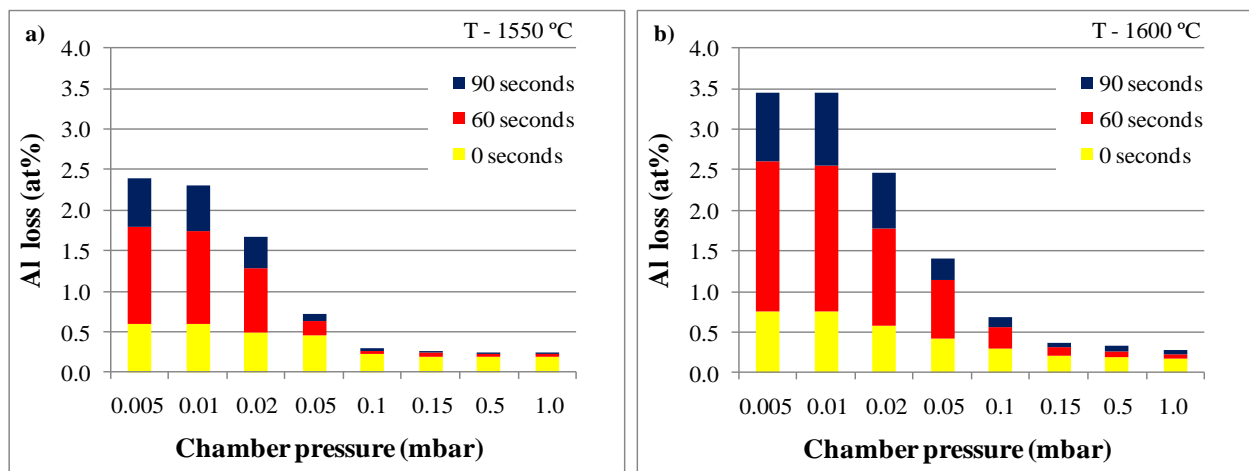 a)
T - 1550 ºC
4.0
3.5
3.0
2.5
2.0
1.5
1.0
0.5
0.0
Al loss (at%)
90 seconds
60 seconds
0 seconds
0.005 0.01 0.02 0.05 0.1 0.15 0.5 1.0
Chamber pressure (mbar)
b)
T - 1600 ºC
4.0
3.5
3.0
2.5
2.0
1.5
1.0
0.5
0.0
Al loss (at%)
90 seconds
60 seconds
0 seconds
0.005 0.01 0.02 0.05 0.1 0.15 0.5 1.0
Chamber pressure (mbar)